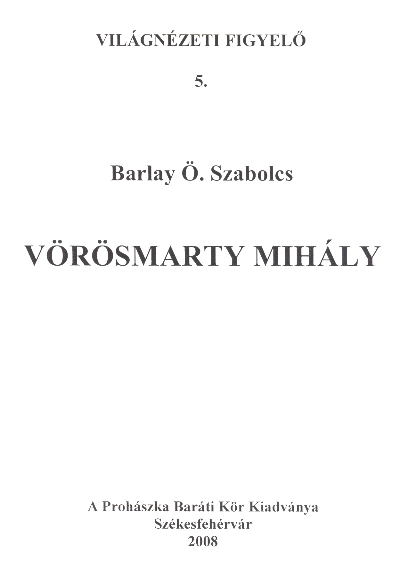 VILÁGNÉZETI FIGYELŐ
5.
Barlay Ö. Szabolcs
VÖRÖSMARTY MIHÁLY
A Prohászka Baráti Kör Kiadványa
Székesfehérvár
2008